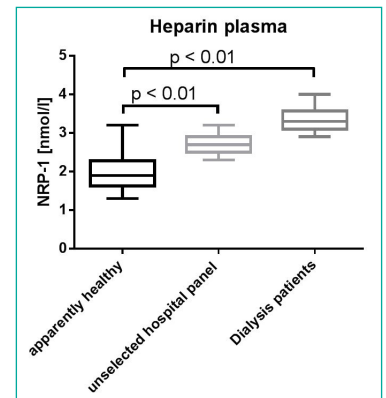 Heparin plasma
p < 0.01
p < 0.01
NRP-1 [nmol/l]
5
4
3
2
1
0
apparently healthy
unselected hospital panel
Dialysis patients